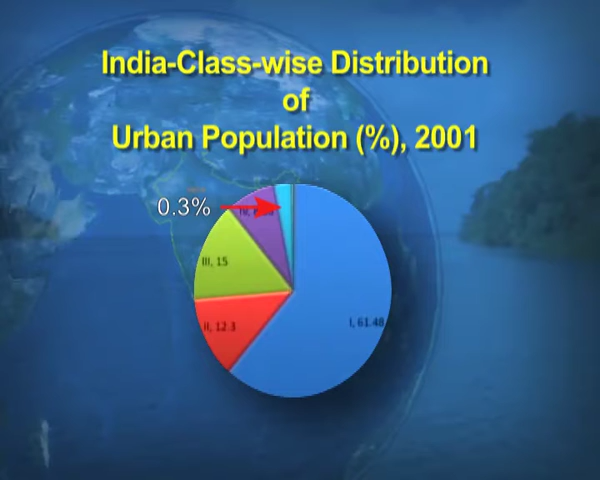 India-Class-wise Distribution
of
Urban Population (%), 2001
0.3%
III, 15
II, 12.3
I, 61.48